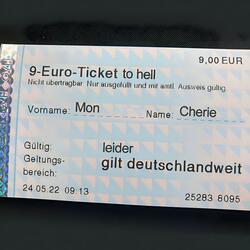 9,00 EUR
9-Euro-Ticket to hell
Nicht übertragbar. Nur ausgefüllt und mit amtl. Ausweis gültig
Vorname: Mon Name: Cherie
Gültig: leider
Geltungs- gilt deutschlandweit
bereich:
24.05.22 09:13 25283 8095